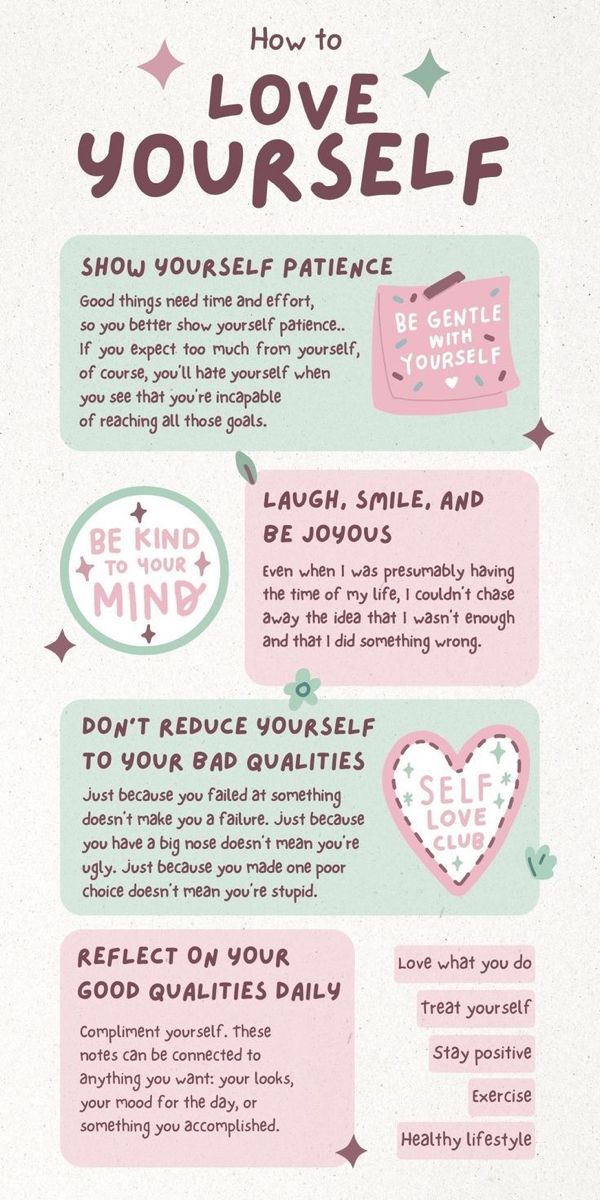 How to
LOVE
YOURSELF
SHOW YOURSELF PATIENCE
Good things need time and effort,
so you better show yourself patience..
If you expect too much from yourself,
of course, you'll hate yourself when
you see that you're incapable
of reaching all those goals.
BE GENTLE
WITH
YOURSELF
BE KIND
TO YOUR
MIND
LAUGH, SMILE, AND
BE JOYOUS
Even when I was presumably having
the time of my life, I couldn't chase
away the idea that I wasn't enough
and that I did something wrong.
DON'T REDUCE YOURSELF
TO YOUR BAD QUALITIES
Just because you failed at something
doesn't make you a failure. Just because
you have a big nose doesn't mean you're
ugly. Just because you made one poor
choice doesn't mean you're stupid.
SELF
LOVE
CLUB
REFLECT ON YOUR
GOOD QUALITIES DAILY
Compliment yourself. These
notes can be connected to
anything you want: your looks,
your mood for the day, or
something you accomplished.
Love what you do
Treat yourself
Stay positive
Exercise
Healthy lifestyle